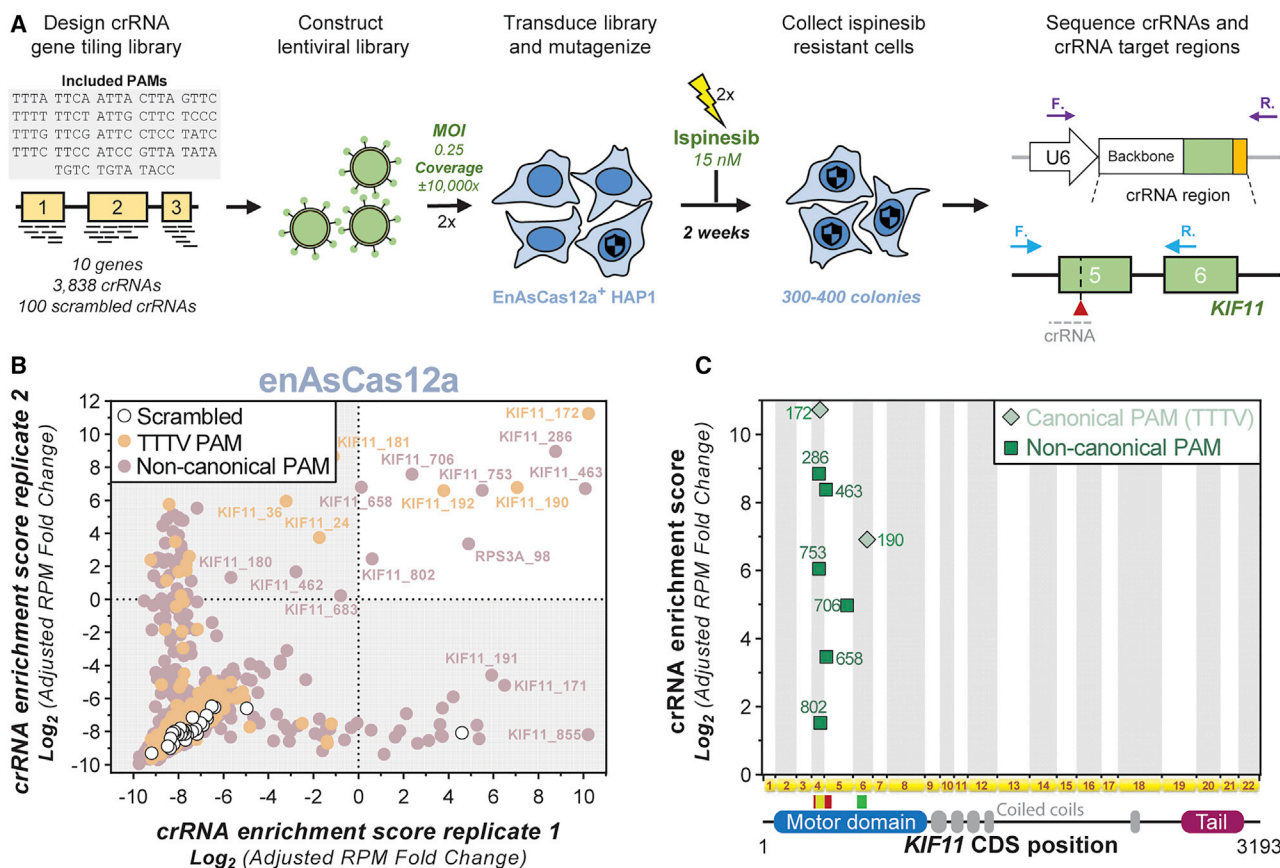 A
Design crRNA
gene tiling library
Construct
lentiviral library
Transduce library
and mutagenize
Collect ispinesib
resistant cells
Sequence crRNAs and
crRNA target regions
Included PAMs
TTTA TTCA ATTA CTTA GTTC
TTTT TTCT ATTG CTTC TCCC
TTTG TTCG ATTC CTCC TATC
TTTC TTCC ATCC GTTA TATA
TGTC TGTA TACC
1 2 3
10 genes
3,838 crRNAs
100 scrambled crRNAs
MOI
0.25
Coverage
±10,000x
2x
EnAsCas12a+ HAP1
2x
Ispinesib
15 nM
2 weeks
300-400 colonies
F. R.
U6 Backbone
crRNA region
F. R.
5 6
KIF11
crRNA
B
enAsCas12a
crRNA enrichment score replicate 2
Log2 (Adjusted RPM Fold Change)
Scrambled
TTTV PAM
Non-canonical PAM
12
10
8
6
4
2
0
-2
-4
-6
-8
-10
KIF11_172
KIF11_181
KIF11_286
KIF11_706
KIF11_753
KIF11_463
KIF11_658
KIF11_192
KIF11_190
KIF11_36
KIF11_24
KIF11_180
RPS3A_98
KIF11_462
KIF11_802
KIF11_683
KIF11_191
KIF11_171
KIF11_855
-10 -8 -6 -4 -2 0 2 4 6 8 10
crRNA enrichment score replicate 1
Log2 (Adjusted RPM Fold Change)
C
crRNA enrichment score
Log2 (Adjusted RPM Fold Change)
Canonical PAM (TTTV)
Non-canonical PAM
10
8
6
4
2
0
172
286
463
190
753
706
658
802
1 2 3 4 5 6 7 8 9 10 11 12 13 14 15 16 17 18 19 20 21 22
Coiled coils
Motor domain
Tail
1 KIF11 CDS position 3193